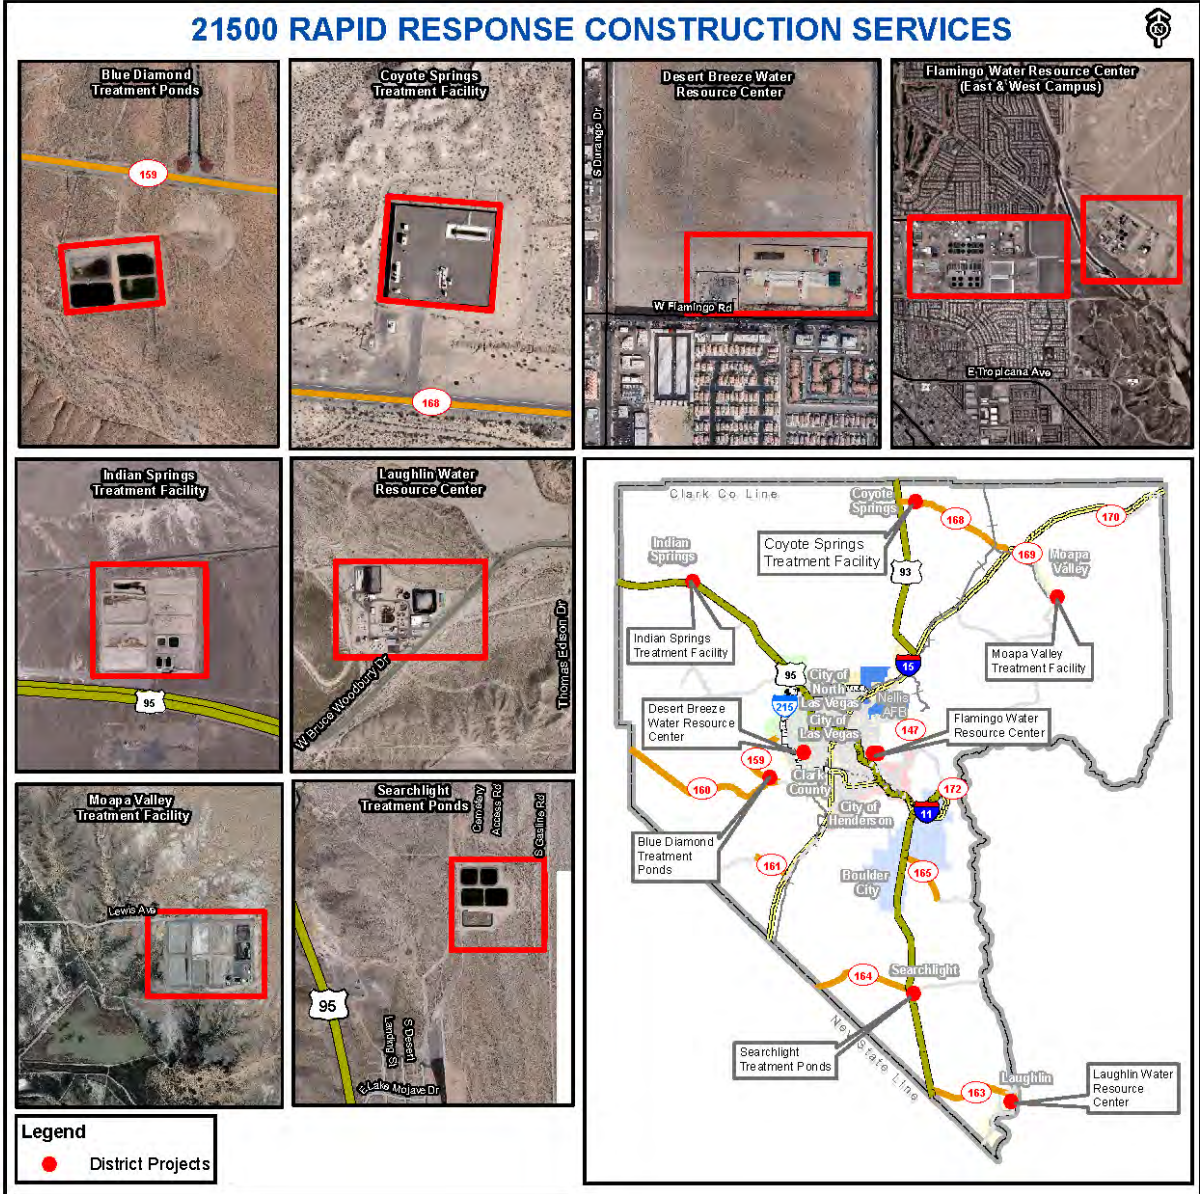 21500 RAPID RESPONSE CONSTRUCTION SERVICES
N
Blue Diamond
Treatment Ponds
159
Coyote Springs
Treatment Facility
168
Desert Breeze Water
Resource Center
S Durango Dr
W Flamingo Rd
Flamingo Water Resource Center
(East & West Campus)
E Tropicana Ave
Indian Springs
Treatment Facility
95
Laughlin Water
Resource Center
W Bruce Woodbury Dr
Thomas Edison Dr
Moapa Valley
Treatment Facility
Lewis Ave
Searchlight
Treatment Ponds
Cemetery
Access Rd
S Gasline Rd
95
S Desert
Landing St
E Lake Mojave Dr
Clark Co Line
Coyote
Springs
168
170
Indian
Springs
Coyote Springs
Treatment Facility
169
Moapa
Valley
93
Indian Springs
Treatment Facility
Moapa Valley
Treatment Facility
15
95
City of
North
Las Vegas
Nellis
AFB
215
Desert Breeze
Water Resource
Center
City of
Las Vegas
147
Flamingo Water
Resource Center
159
160
Clark
County
172
City of
Henderson
11
Blue Diamond
Treatment
Ponds
161
Boulder
City
165
164
Searchlight
Nev State Line
Searchlight
Treatment Ponds
163
Laughlin
Laughlin Water
Resource
Center
Legend
District Projects